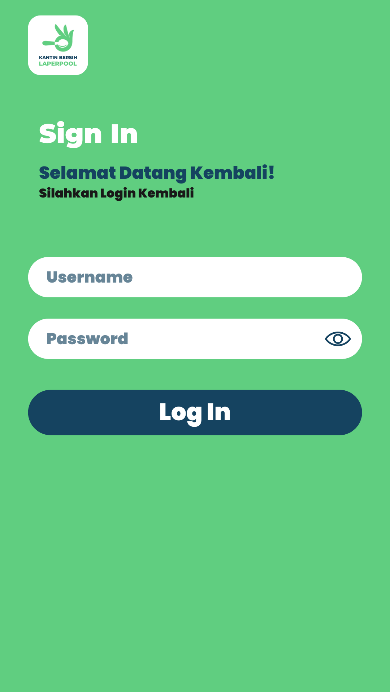 KANTIN BERSIH
LAPERPOOL
Sign In
Selamat Datang Kembali!
Silahkan Login Kembali
Username
Password
Log In